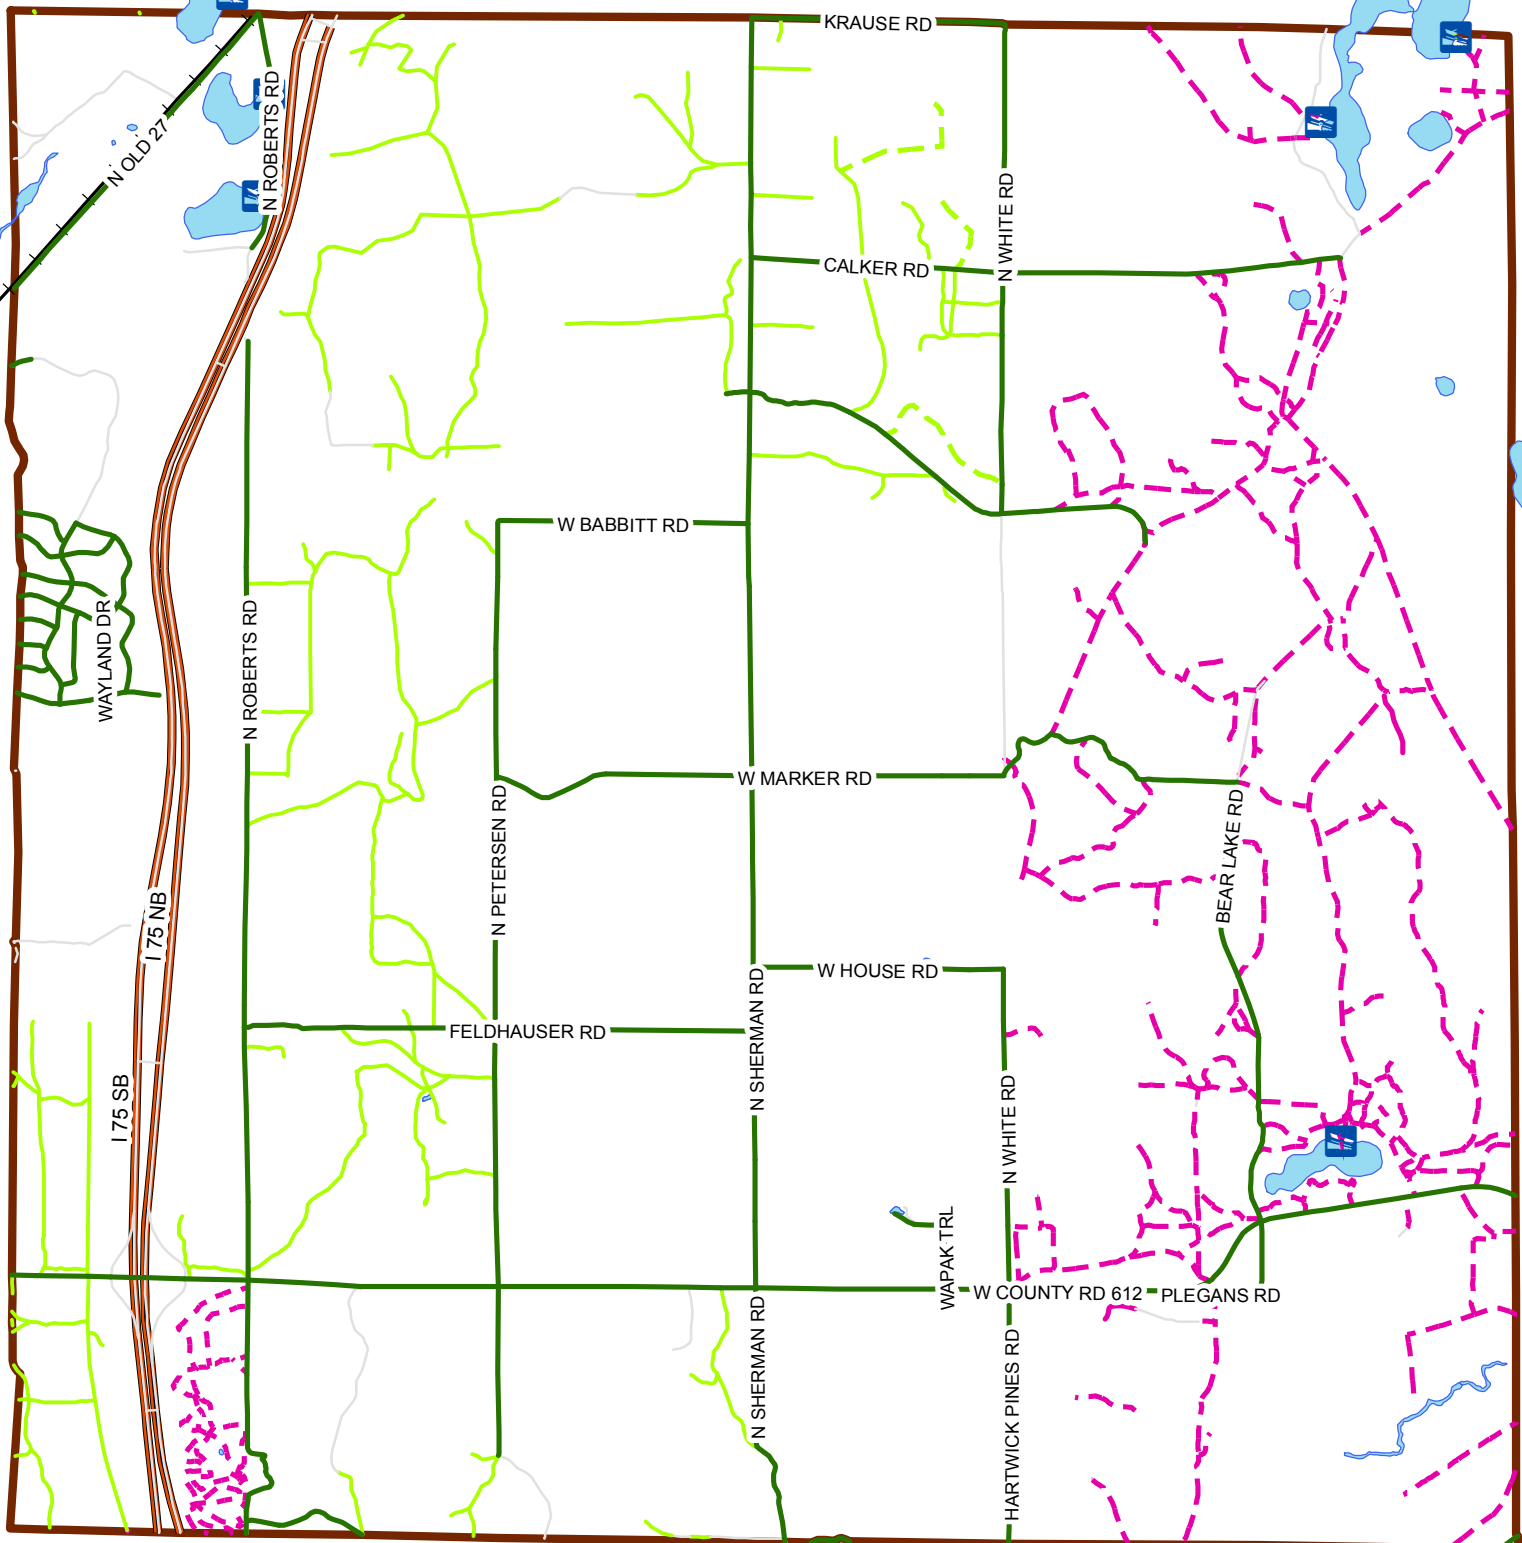 KRAUSE RD
N ROBERTS RD
N OLD 27
N WHITE RD
CALKER RD
W BABBITT RD
WAYLAND DR
N ROBERTS RD
W MARKER RD
N PETERSEN RD
BEAR LAKE RD
I 75 NB
W HOUSE RD
N SHERMAN RD
FELDHAUSER RD
I 75 SB
N WHITE RD
WAPAK TRL
W COUNTY RD 612
PLEGANS RD
N SHERMAN RD
HARTWICK PINES RD